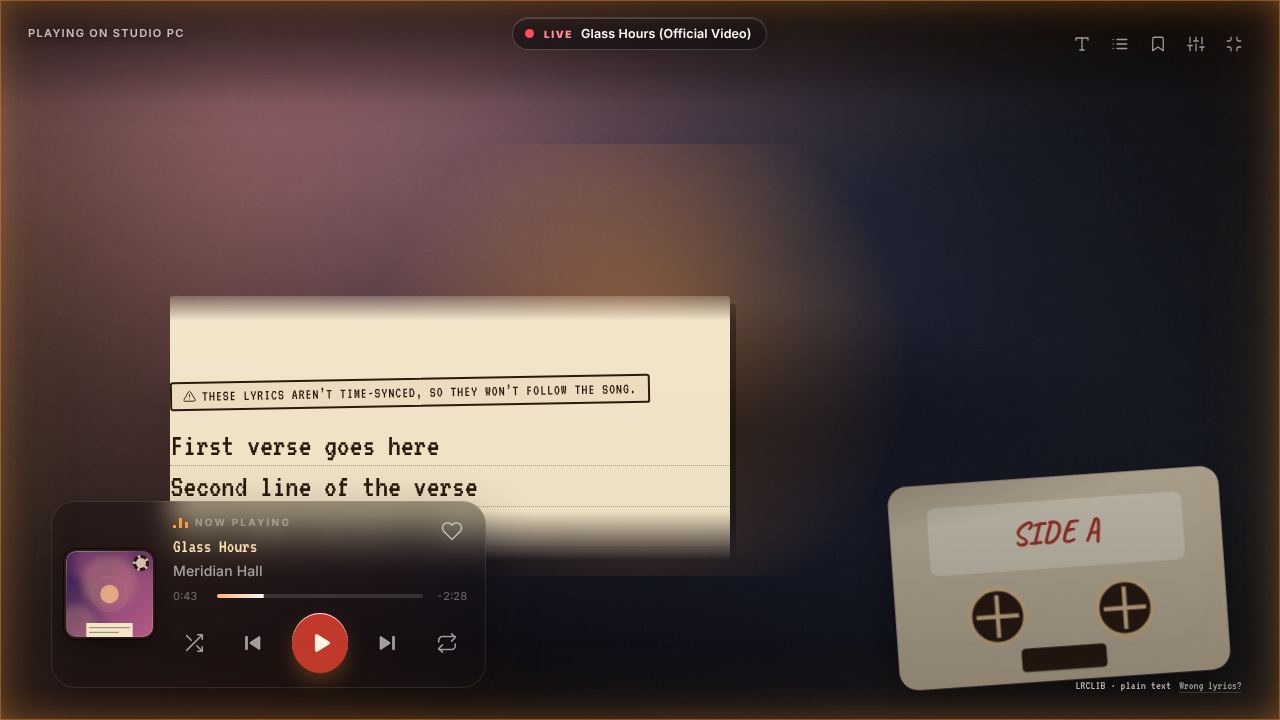 PLAYING ON STUDIO PC
LIVE Glass Hours (Official Video)
THESE LYRICS AREN'T TIME-SYNCED, SO THEY WON'T FOLLOW THE SONG.
First verse goes here
Second line of the verse
NOW PLAYING
Glass Hours
Meridian Hall
0:43 -2:28
SIDE A
LRCLIB · plain text Wrong lyrics?